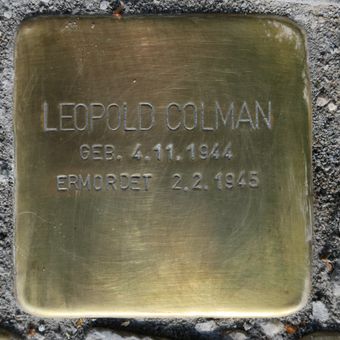 LEOPOLD COLMAN
GEB. 4.11.1944
ERMORDET 2.2.1945